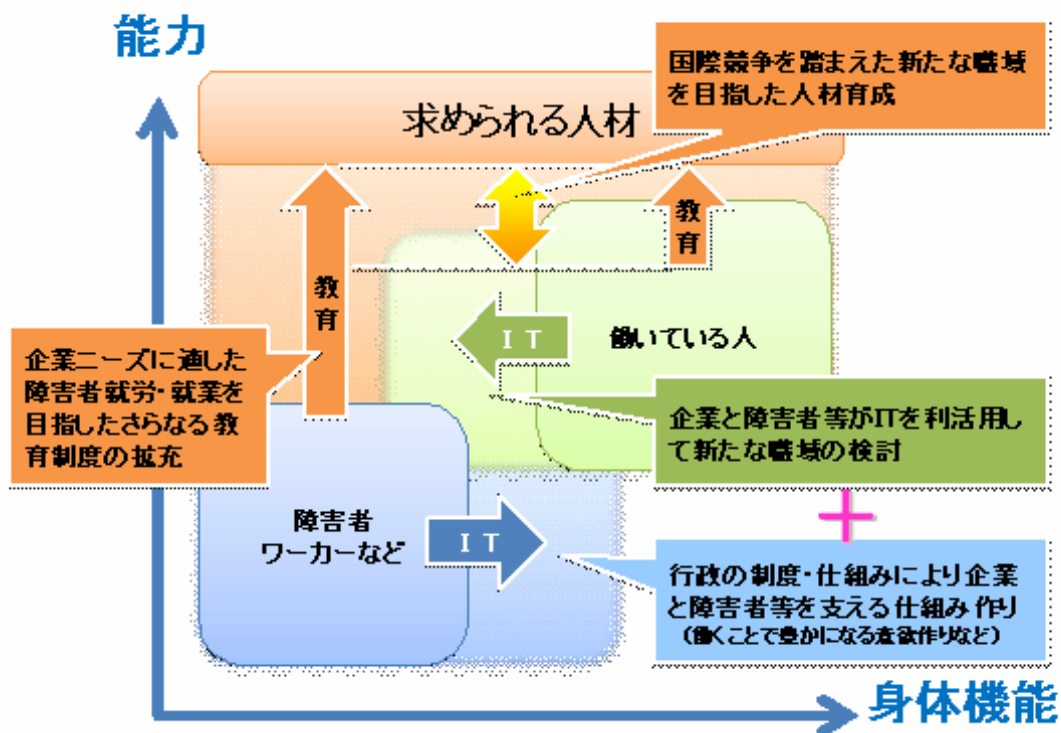 能力
国際競争を踏まえた新たな職域
を目指した人材育成
求められる人材
教育
教育
IT
働いている人
企業ニーズに適した
障害者就労・就業を
目指したさらなる教
育制度の拡充
企業と障害者等がITを利活用し
て新たな職域の検討
障害者
ワーカーなど
IT
行政の制度・仕組みにより企業
と障害者等を支える仕組み作り
（働くことで豊かになる意欲作りなど）
身体機能